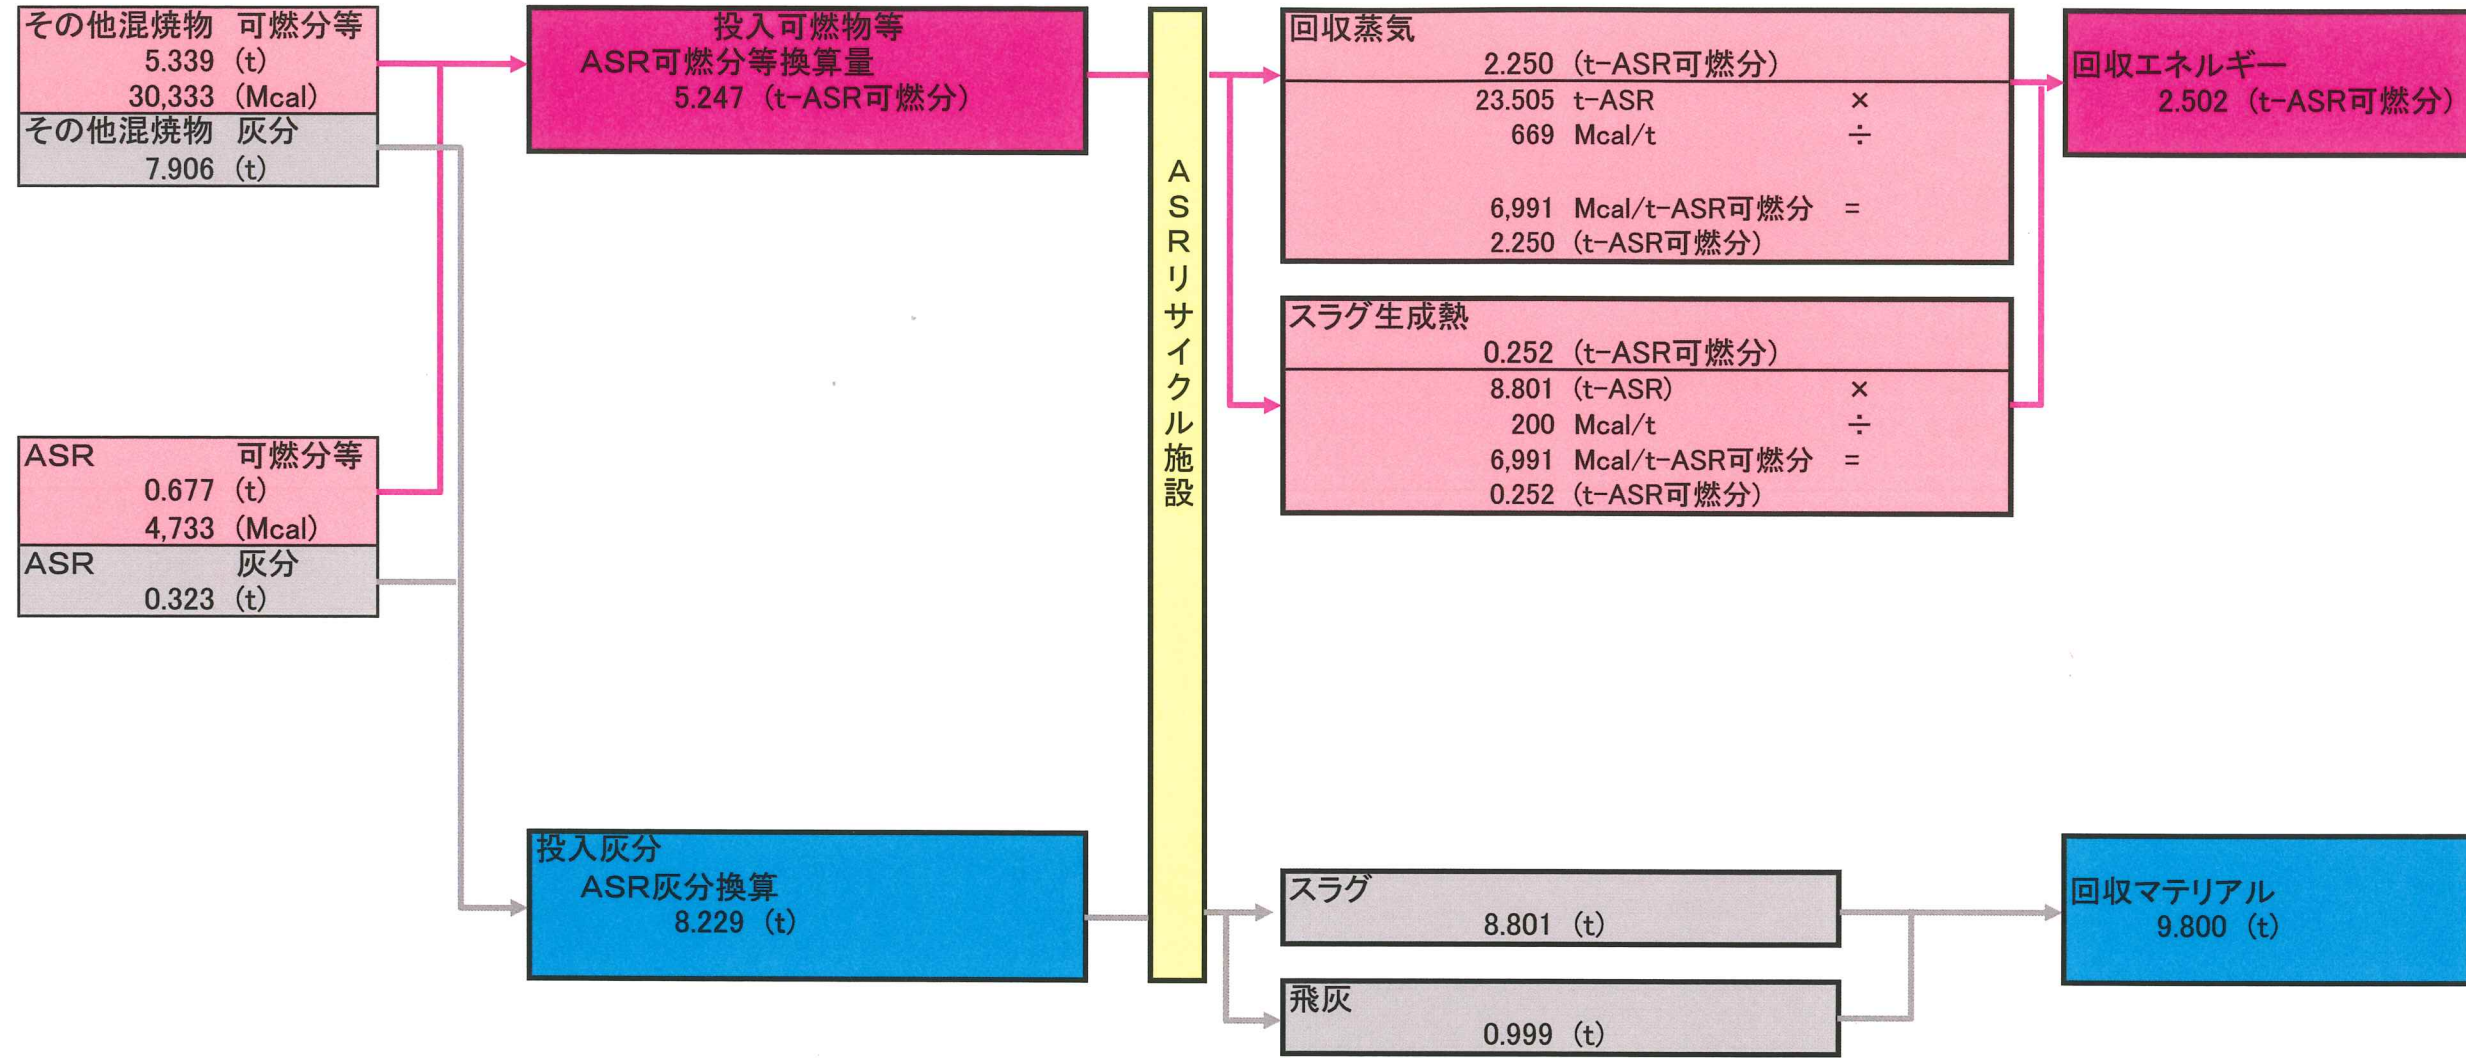 その他混焼物 可燃分等
5.339 (t)
30,333 (Mcal)
その他混焼物 灰分
7.906 (t)
ASR 可燃分等
0.677 (t)
4,733 (Mcal)
ASR 灰分
0.323 (t)
投入可燃物等
ASR可燃分等換算量
5.247 (t-ASR可燃分)
投入灰分
ASR灰分換算
8.229 (t)
ASRリサイクル施設
回収蒸気
2.250 (t-ASR可燃分)
23.505 t-ASR ×
669 Mcal/t ÷
6,991 Mcal/t-ASR可燃分 =
2.250 (t-ASR可燃分)
スラグ生成熱
0.252 (t-ASR可燃分)
8.801 (t-ASR) ×
200 Mcal/t ÷
6,991 Mcal/t-ASR可燃分 =
0.252 (t-ASR可燃分)
スラグ
8.801 (t)
飛灰
0.999 (t)
回収エネルギー
2.502 (t-ASR可燃分)
回収マテリアル
9.800 (t)